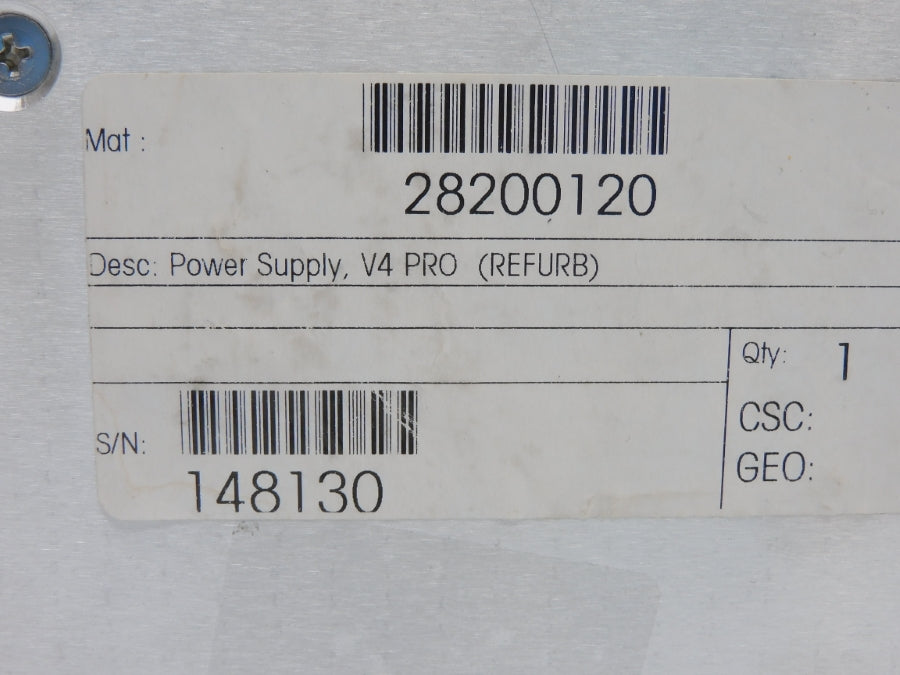 Mat :
28200120
Desc: Power Supply, V4 PRO (REFURB)
Qty: 1
CSC:
GEO:
S/N:
148130